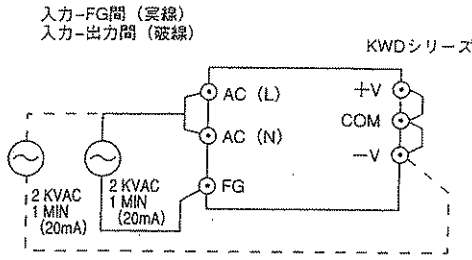 入力-FG間（実線）
入力-出力間（破線）
KWDシリーズ
AC（L）
+V
COM
AC（N）
-V
FG
2 KVAC
1 MIN
(20mA)
2 KVAC
1 MIN
(20mA)